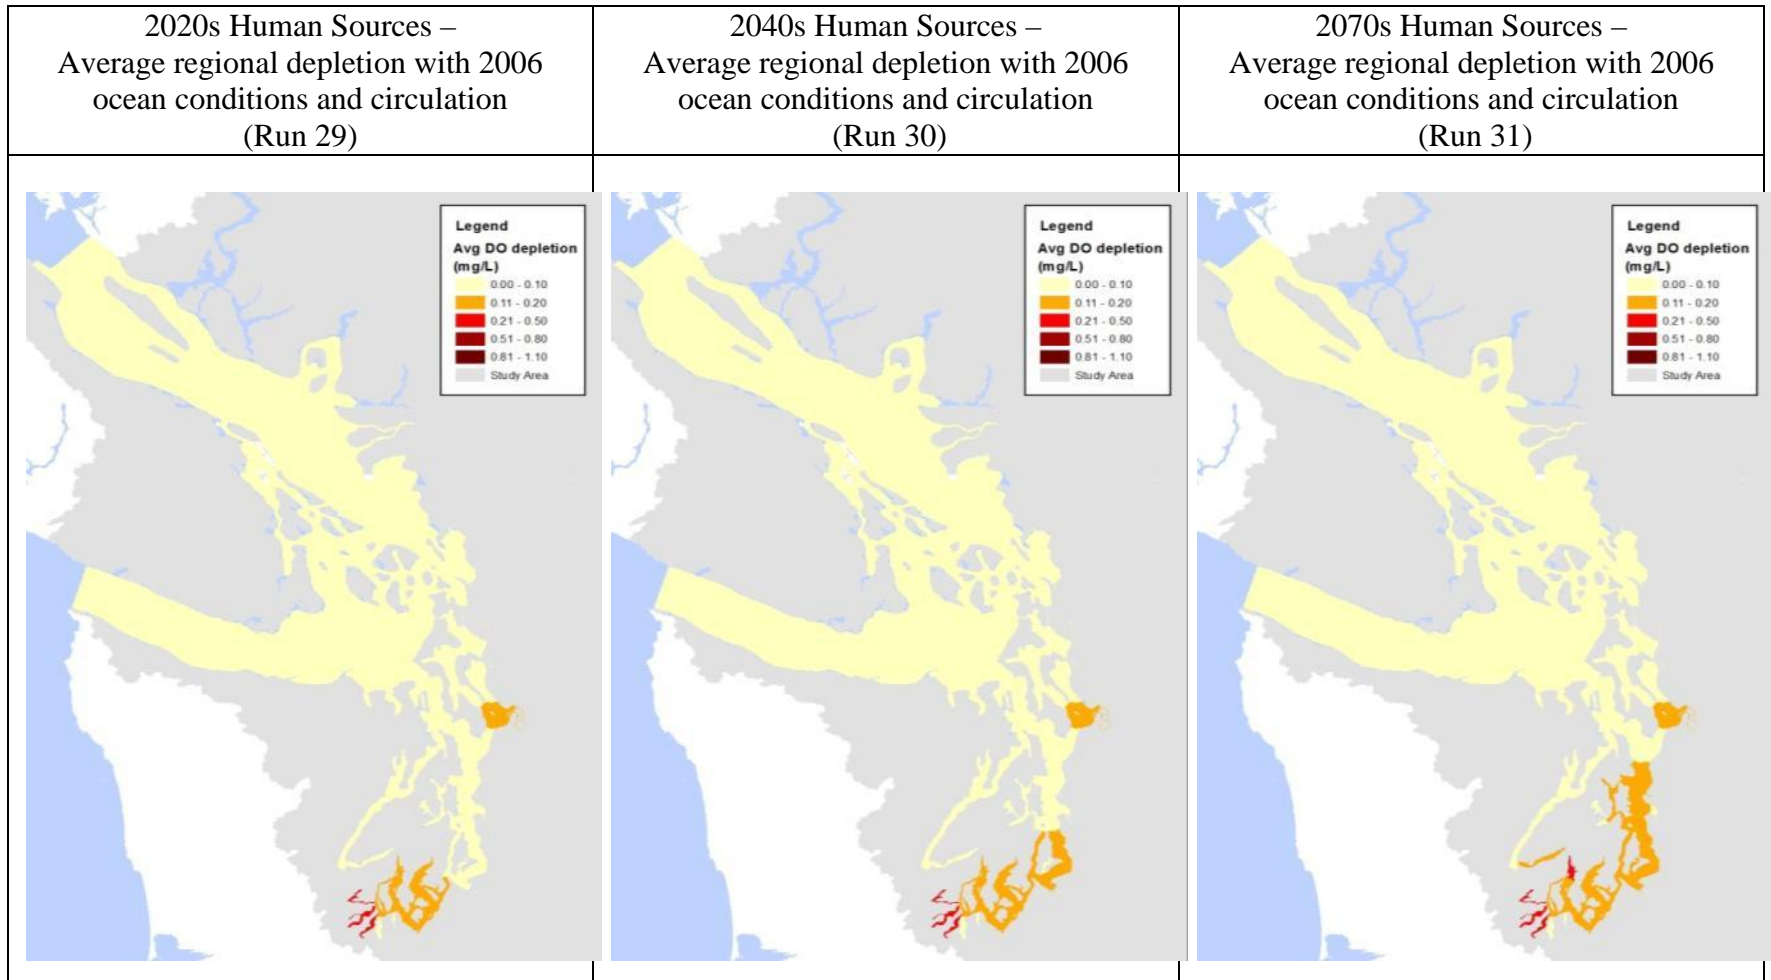 2020s Human Sources –
Average regional depletion with 2006
ocean conditions and circulation
(Run 29)
2040s Human Sources –
Average regional depletion with 2006
ocean conditions and circulation
(Run 30)
2070s Human Sources –
Average regional depletion with 2006
ocean conditions and circulation
(Run 31)
Legend
Avg DO depletion
(mg/L)
0.00 - 0.10
0.11 - 0.20
0.21 - 0.50
0.51 - 0.80
0.81 - 1.10
Study Area
Legend
Avg DO depletion
(mg/L)
0.00 - 0.10
0.11 - 0.20
0.21 - 0.50
0.51 - 0.80
0.81 - 1.10
Study Area
Legend
Avg DO depletion
(mg/L)
0.00 - 0.10
0.11 - 0.20
0.21 - 0.50
0.51 - 0.80
0.81 - 1.10
Study Area